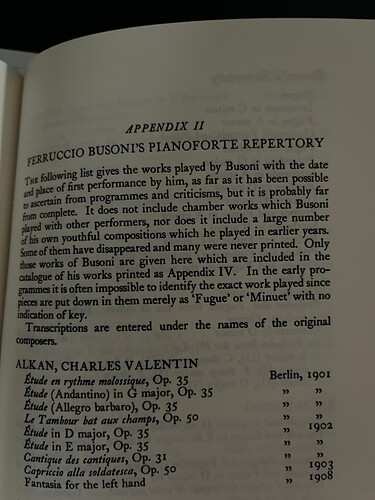 APPENDIX II
FERRUCCIO BUSONI'S PIANOFORTE REPERTORY
THE following list gives the works played by Busoni with the date
and place of first performance by him, as far as it has been possible
to ascertain from programmes and criticisms, but it is probably far
from complete. It does not include chamber works which Busoni
played with other performers, nor does it include a large number
of his own youthful compositions which he played in earlier years.
Some of them have disappeared and many were never printed. Only
those works of Busoni are given here which are included in the
catalogue of his works printed as Appendix IV. In the early pro-
grammes it is often impossible to identify the exact work played since
pieces are put down in them merely as 'Fugue' or 'Minuet' with no
indication of key.
Transcriptions are entered under the names of the original
composers.
ALKAN, CHARLES VALENTIN
Étude en rythme molossique, Op. 35 Berlin, 1901
Étude (Andantino) in G major, Op. 35 " "
Étude (Allegro barbaro), Op. 35 " "
Le Tambour bat aux champs, Op. 50 " "
Étude in D major, Op. 35 " 1902
Étude in E major, Op. 35 " "
Cantique des cantiques, Op. 31 " "
Capriccio alla soldatesca, Op. 50 " 1903
Fantasia for the left hand " 1908